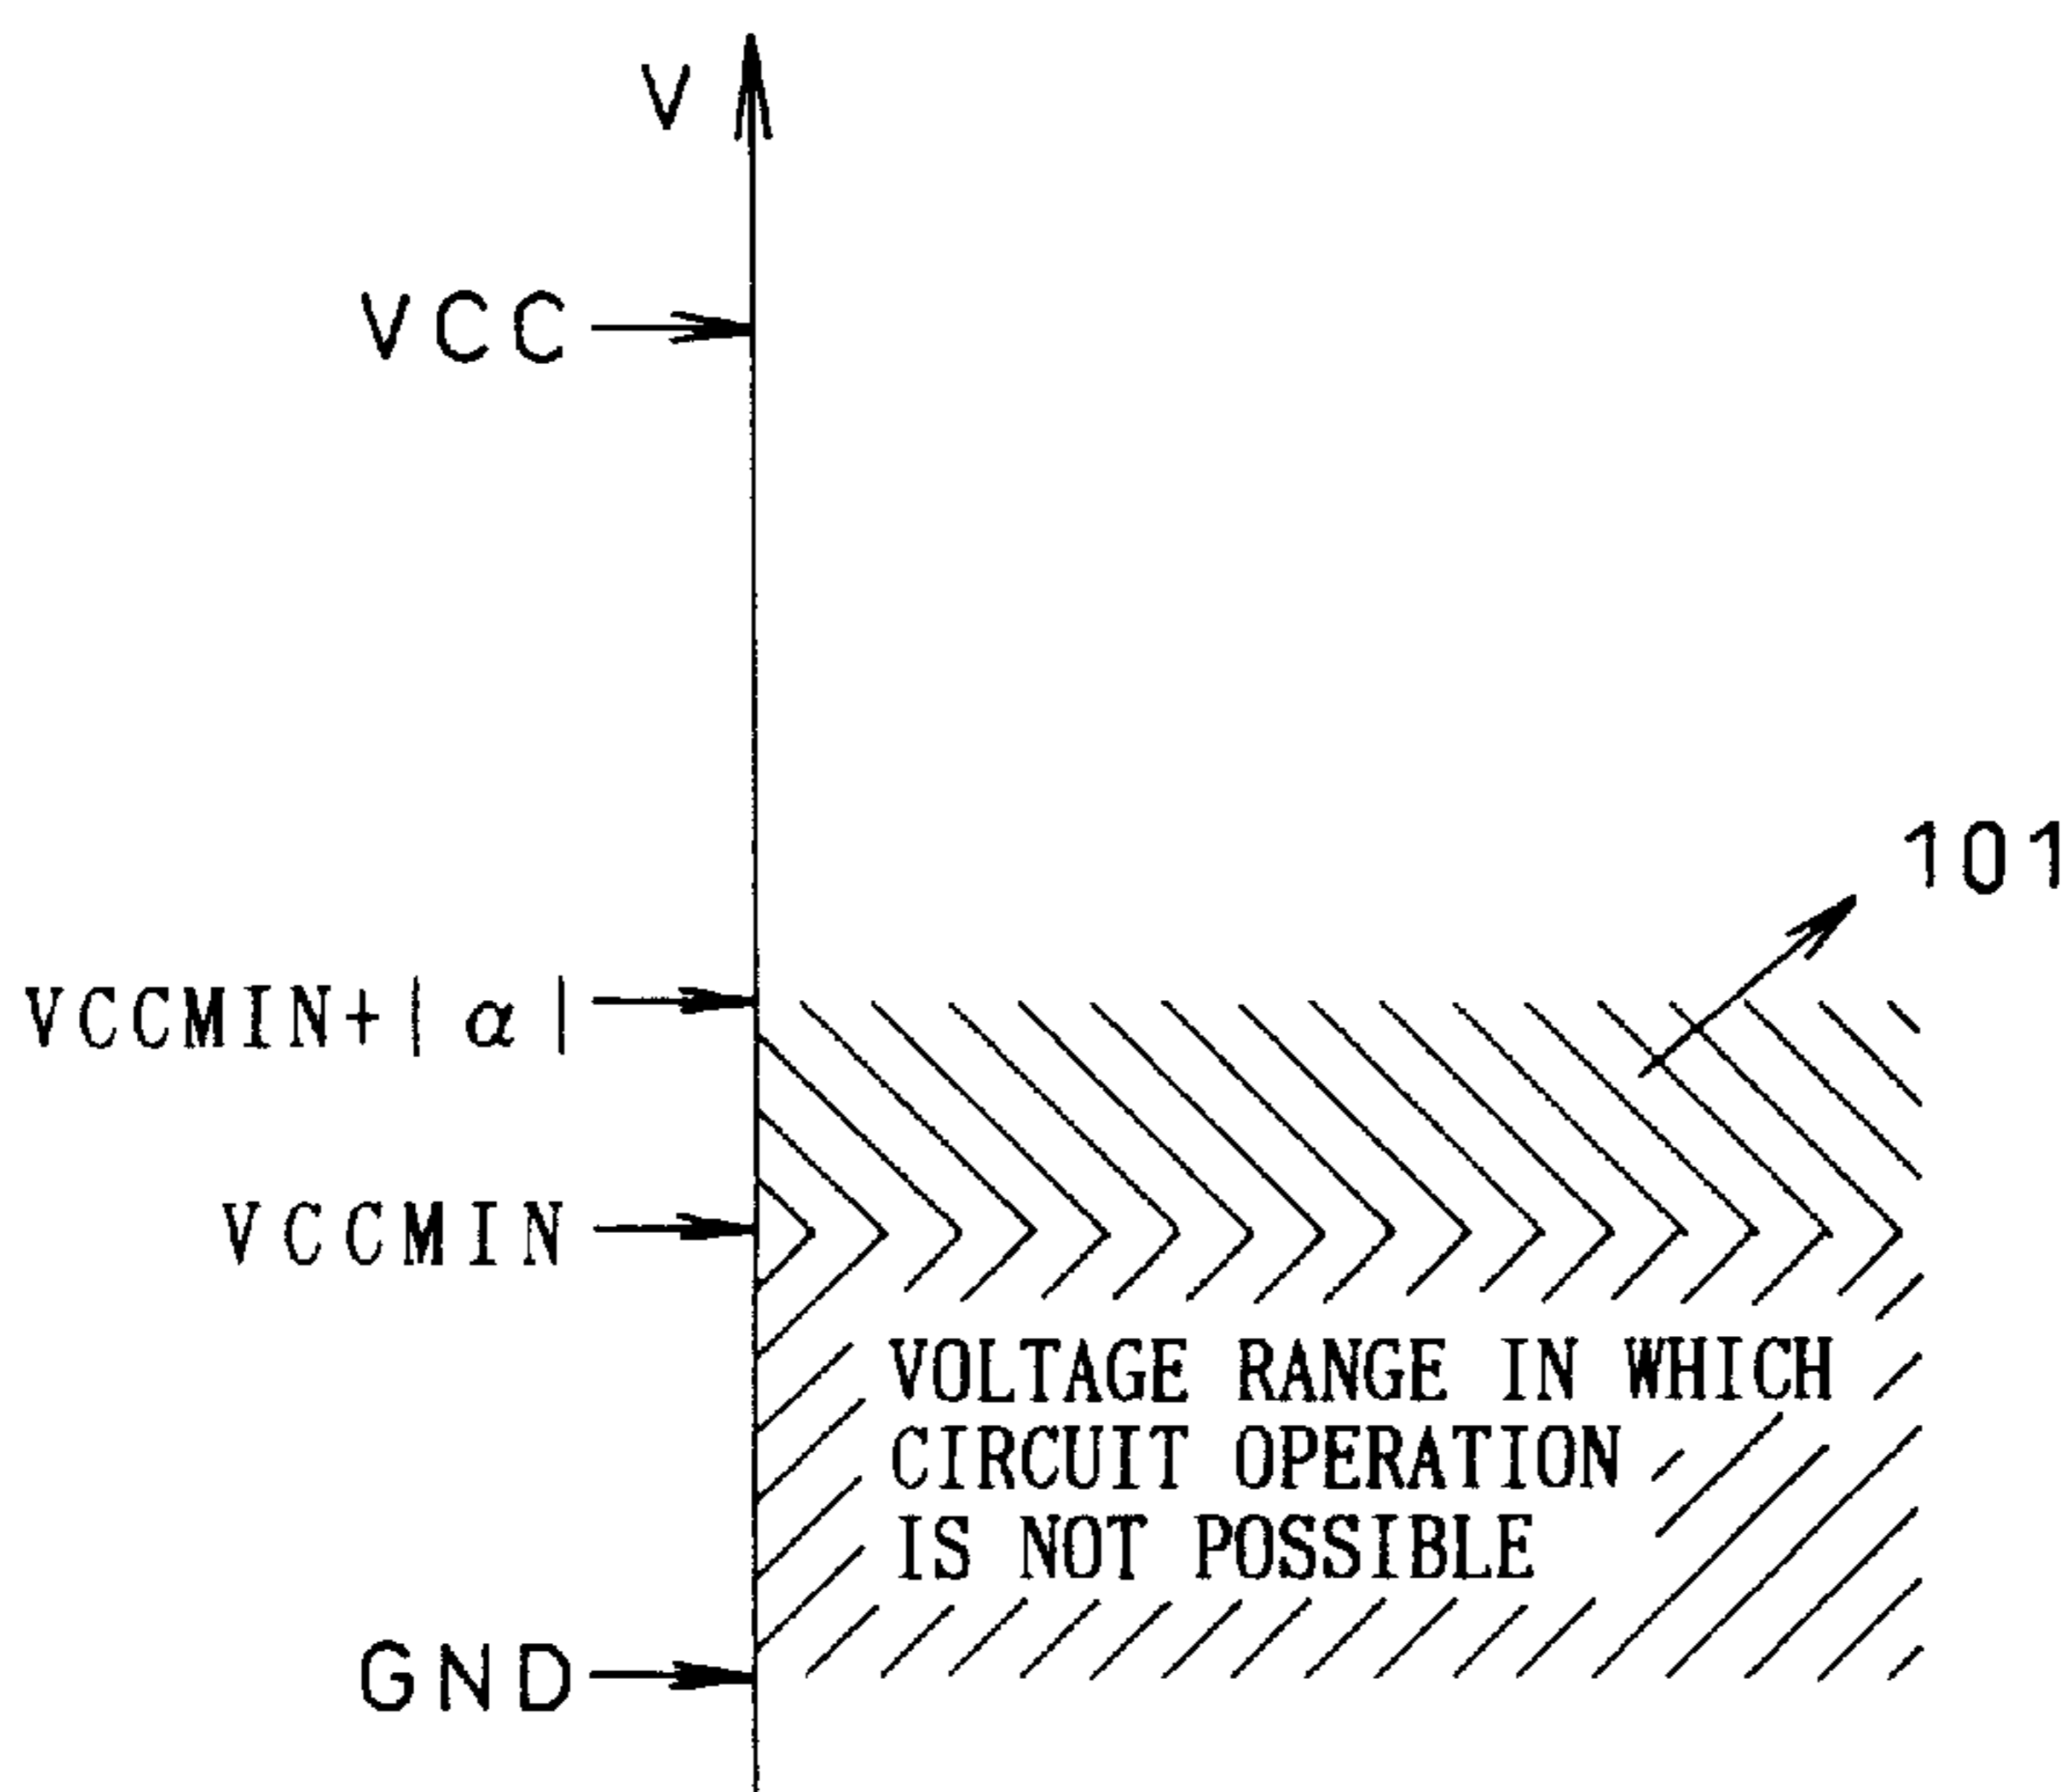 V
VCC
101
VCCMIN+|α|
VCCMIN
VOLTAGE RANGE IN WHICH
CIRCUIT OPERATION
IS NOT POSSIBLE
GND